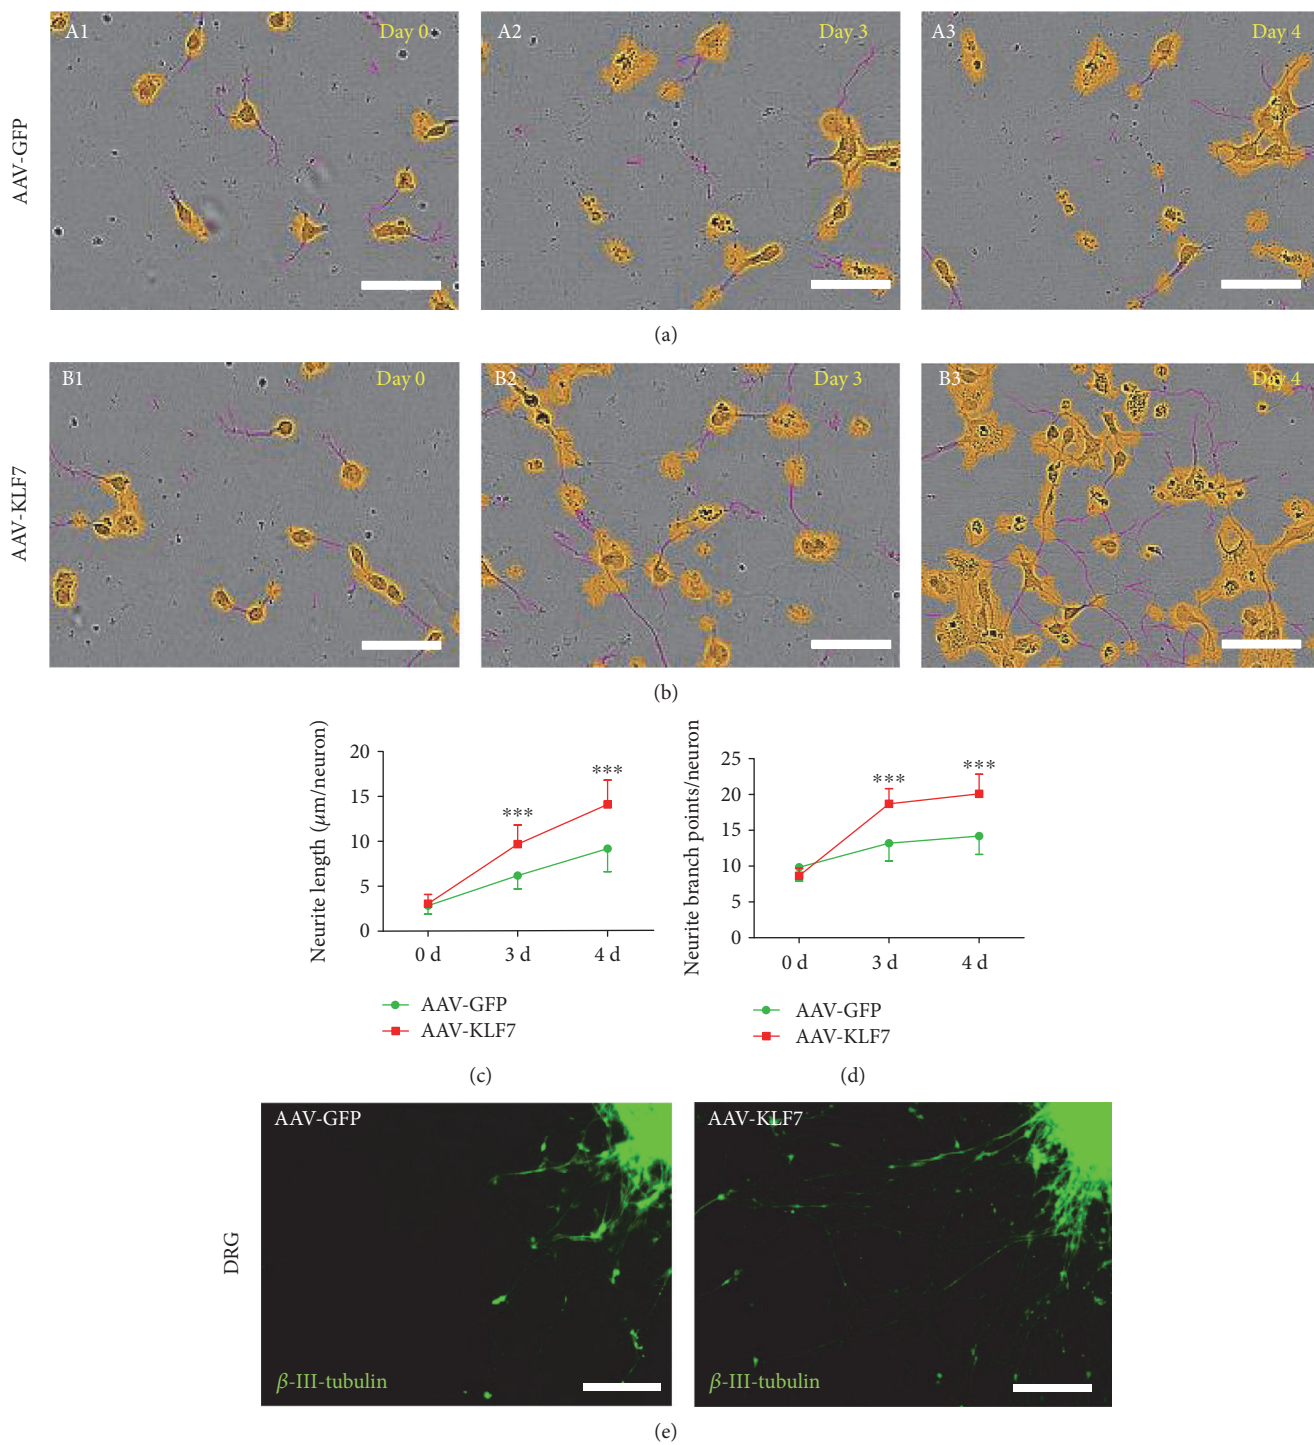 A1 Day 0
A2 Day 3
A3 Day 4
AAV-GFP
(a)
B1 Day 0
B2 Day 3
B3 Day 4
AAV-KLF7
(b)
Neurite length (μm/neuron)
20
15
10
5
0
***
***
0 d 3 d 4 d
AAV-GFP
AAV-KLF7
(c)
Neurite branch points/neuron
25
20
15
10
5
0
***
***
0 d 3 d 4 d
AAV-GFP
AAV-KLF7
(d)
DRG
AAV-GFP
β-III-tubulin
AAV-KLF7
β-III-tubulin
(e)